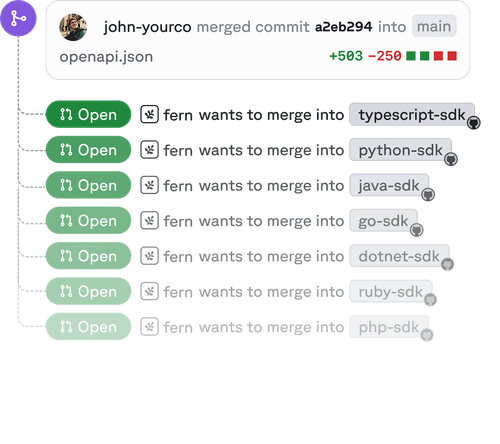 john-yourco merged commit a2eb294 into main
openapi.json +503 −250
Open fern wants to merge into typescript-sdk
Open fern wants to merge into python-sdk
Open fern wants to merge into java-sdk
Open fern wants to merge into go-sdk
Open fern wants to merge into dotnet-sdk
Open fern wants to merge into ruby-sdk
Open fern wants to merge into php-sdk